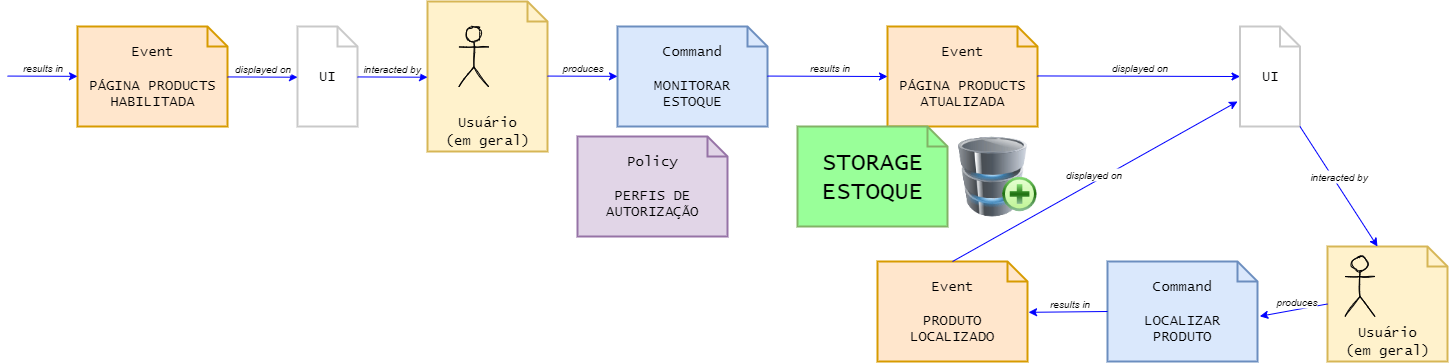 results in
Event
PÁGINA PRODUCTS
HABILITADA
displayed on
UI
interacted by
Usuário
(em geral)
produces
Command
MONITORAR
ESTOQUE
results in
Event
PÁGINA PRODUCTS
ATUALIZADA
displayed on
UI
Policy
PERFIS DE
AUTORIZAÇÃO
STORAGE
ESTOQUE
displayed on
interacted by
Event
PRODUTO
LOCALIZADO
results in
Command
LOCALIZAR
PRODUTO
produces
Usuário
(em geral)